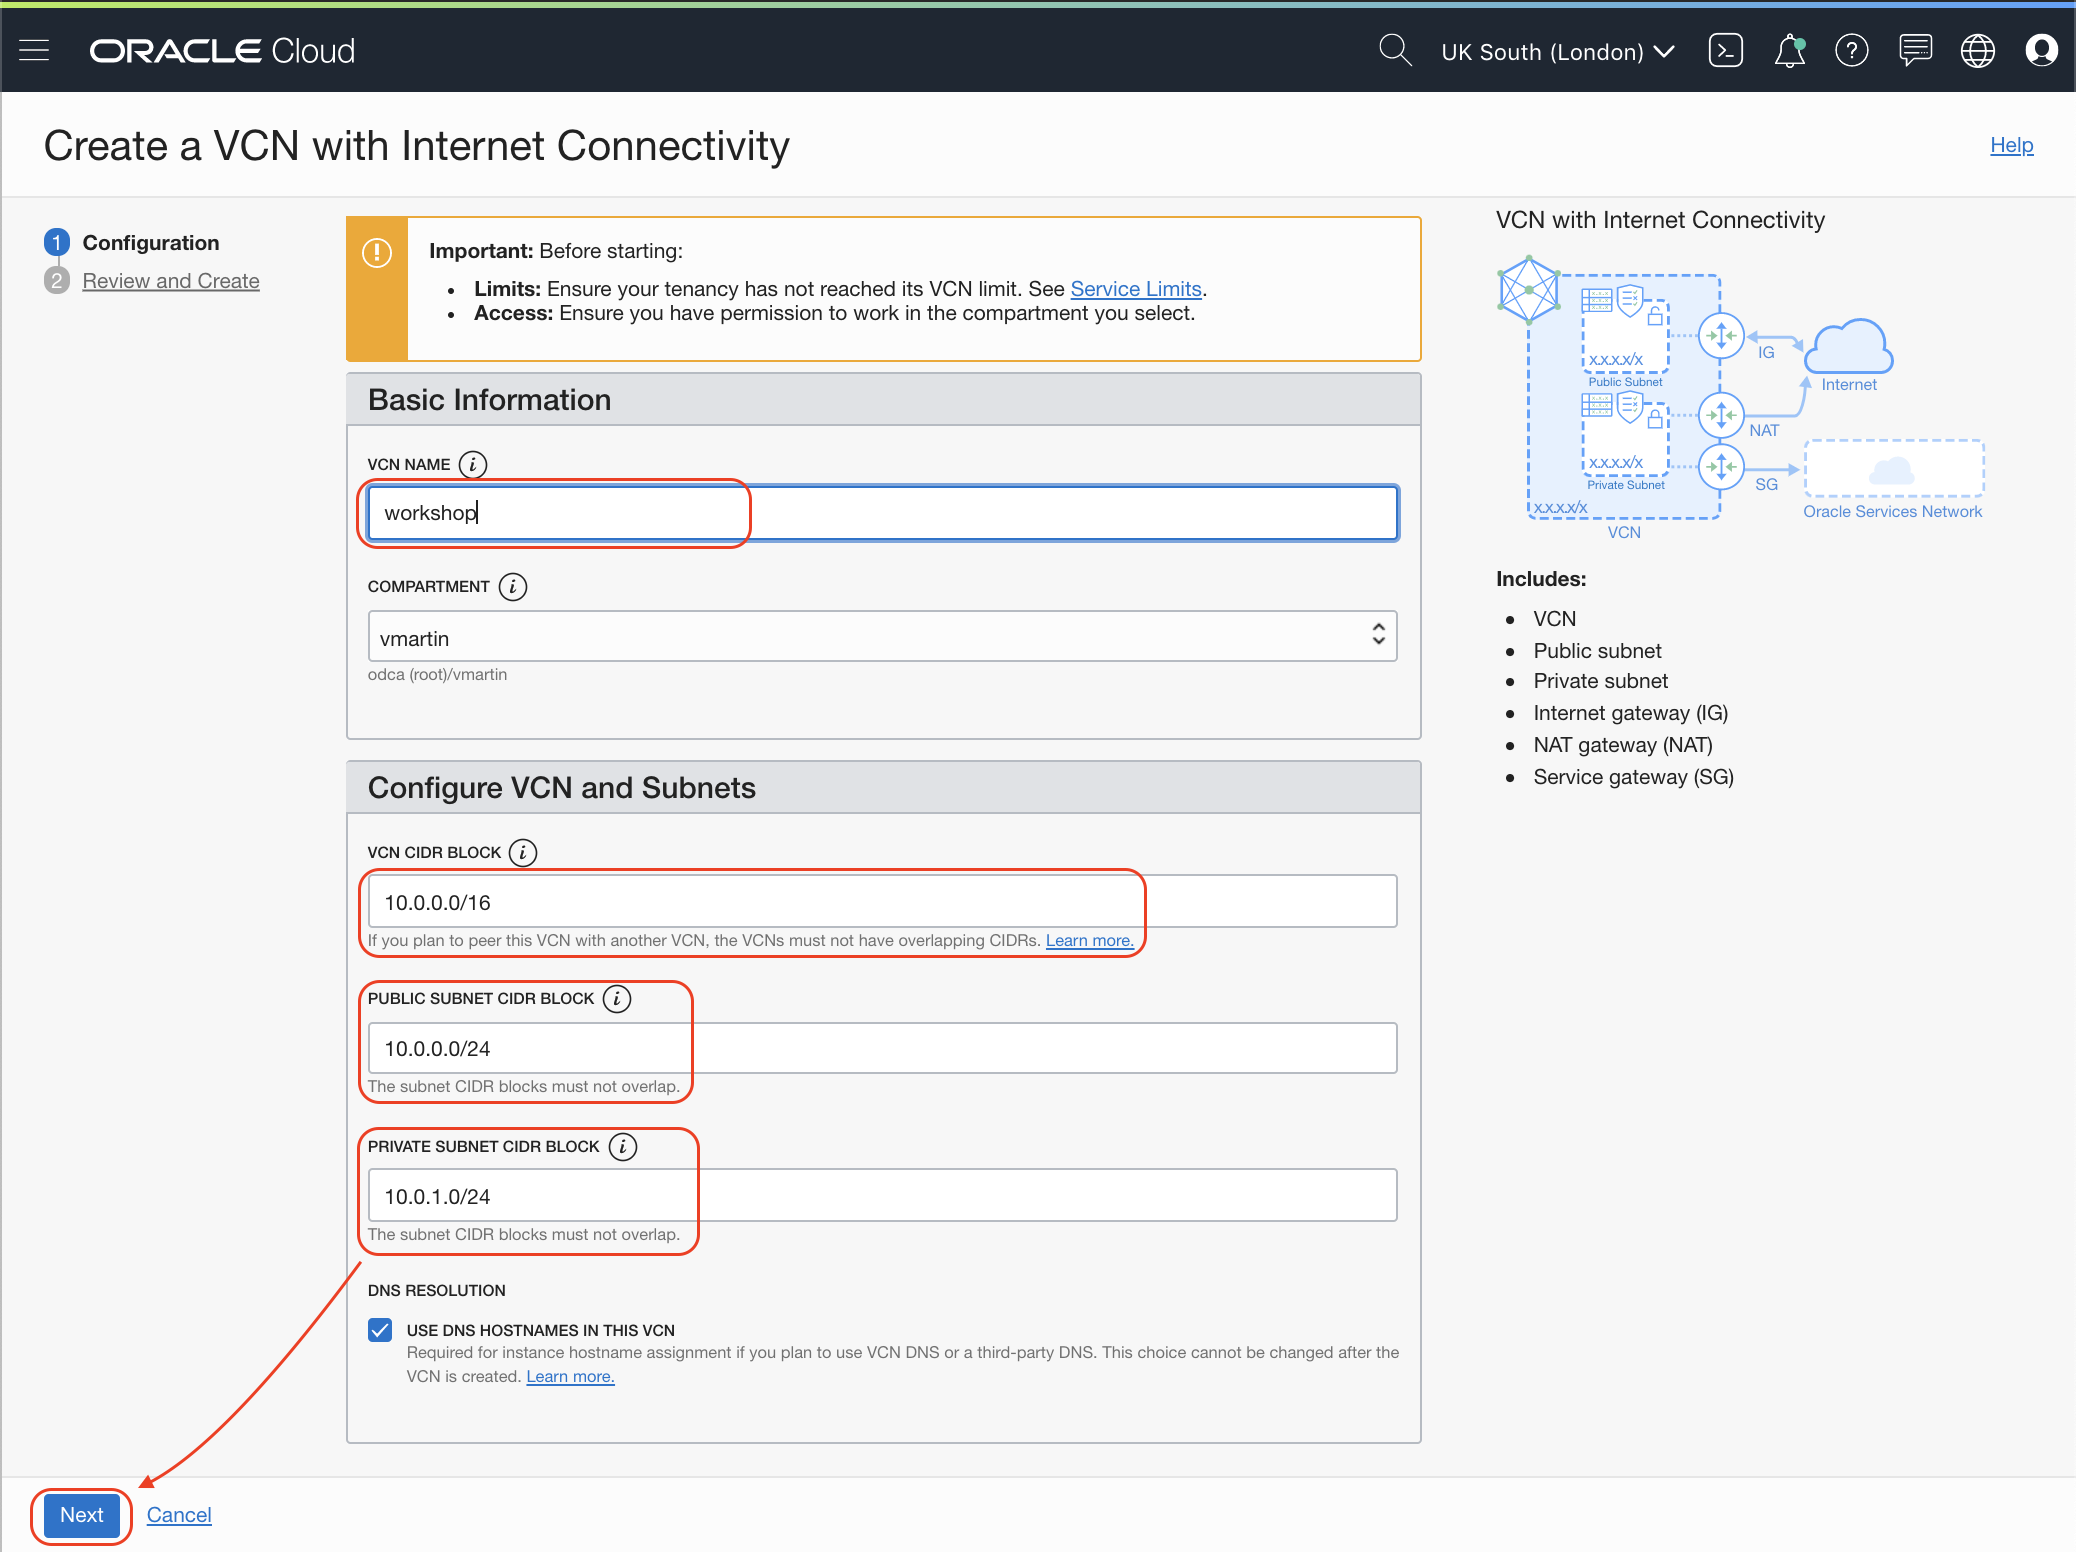 ORACLE Cloud
UK South (London)
Create a VCN with Internet Connectivity
Help
1 Configuration
2 Review and Create
Important: Before starting:
• Limits: Ensure your tenancy has not reached its VCN limit. See Service Limits.
• Access: Ensure you have permission to work in the compartment you select.
Basic Information
VCN NAME i
workshop
COMPARTMENT i
vmartin
odca (root)/vmartin
Configure VCN and Subnets
VCN CIDR BLOCK i
10.0.0.0/16
If you plan to peer this VCN with another VCN, the VCNs must not have overlapping CIDRs. Learn more.
PUBLIC SUBNET CIDR BLOCK i
10.0.0.0/24
The subnet CIDR blocks must not overlap.
PRIVATE SUBNET CIDR BLOCK i
10.0.1.0/24
The subnet CIDR blocks must not overlap.
DNS RESOLUTION
USE DNS HOSTNAMES IN THIS VCN
Required for instance hostname assignment if you plan to use VCN DNS or a third-party DNS. This choice cannot be changed after the
VCN is created. Learn more.
Next
Cancel
VCN with Internet Connectivity
x.x.x.x/x
Public Subnet
IG
Internet
x.x.x.x/x
Private Subnet
NAT
SG
x.x.x.x/x
VCN
Oracle Services Network
Includes:
• VCN
• Public subnet
• Private subnet
• Internet gateway (IG)
• NAT gateway (NAT)
• Service gateway (SG)